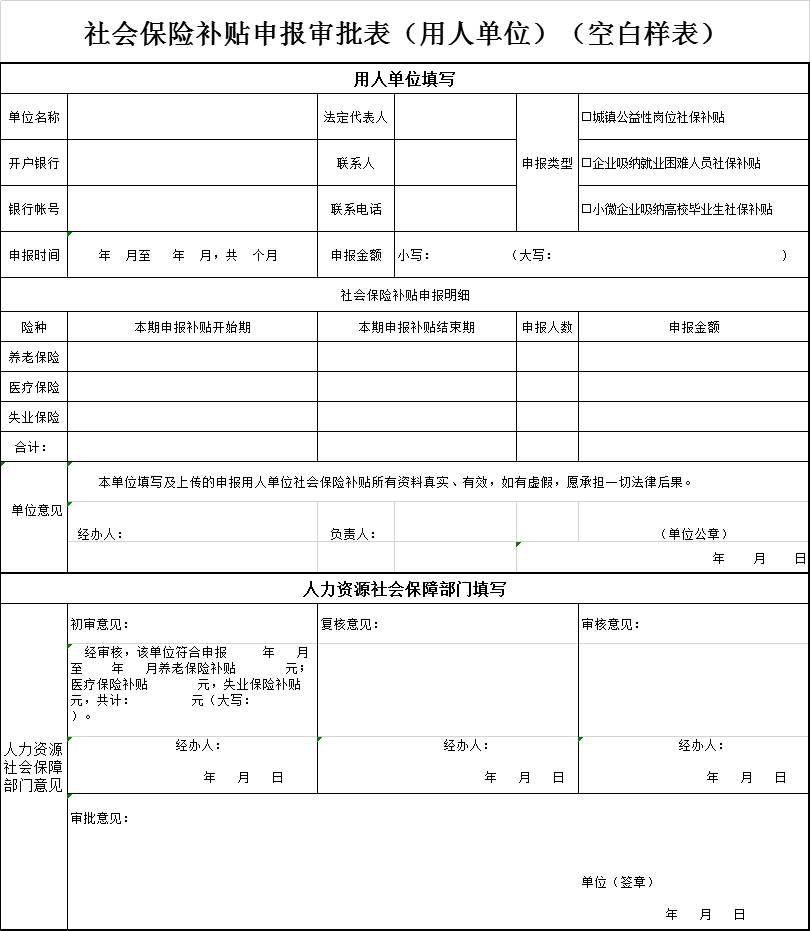 社会保险补贴申报审批表（用人单位）（空白样表）
用人单位填写
单位名称 法定代表人 申报类型 □城镇公益性岗位社保补贴
开户银行 联系人 □企业吸纳就业困难人员社保补贴
银行帐号 联系电话 □小微企业吸纳高校毕业生社保补贴
申报时间 年 月至 年 月，共 个月 申报金额 小写： （大写： ）
社会保险补贴申报明细
险种 本期申报补贴开始期 本期申报补贴结束期 申报人数 申报金额
养老保险
医疗保险
失业保险
合计：
单位意见
本单位填写及上传的申报用人单位社会保险补贴所有资料真实、有效，如有虚假，愿承担一切法律后果。
经办人： 负责人： （单位公章）
年 月 日
人力资源社会保障部门填写
人力资源
社会保障
部门意见
初审意见： 复核意见： 审核意见：
经审核，该单位符合申报 年 月
至 年 月养老保险补贴 元；
医疗保险补贴 元，失业保险补贴
元，共计： 元（大写：
）。
经办人： 经办人： 经办人：
年 月 日 年 月 日 年 月 日
审批意见：
单位（签章）
年 月 日